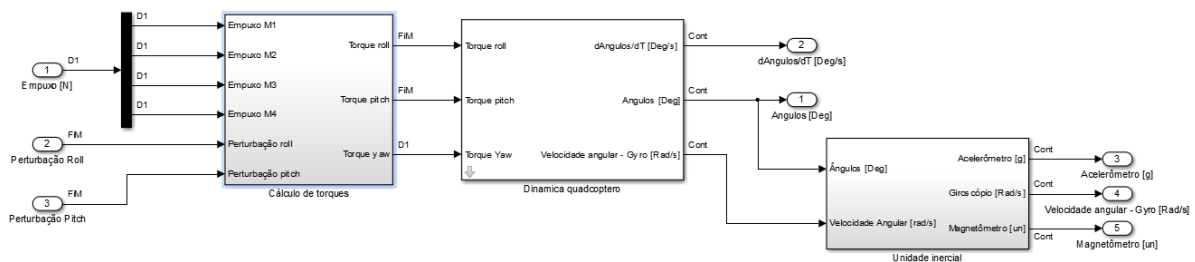 1
D1
Empuxo [N]
2
FiM
Perturbação Roll
3
FiM
Perturbação Pitch
D1
D1
D1
D1
Empuxo M1
Empuxo M2
Empuxo M3
Empuxo M4
Perturbação roll
Perturbação pitch
Torque roll
Torque pitch
Torque yaw
Cálculo de torques
FiM
FiM
D1
Torque roll
Torque pitch
Torque Yaw
dAngulos/dT [Deg/s]
Angulos [Deg]
Velocidade angular - Gyro [Rad/s]
Dinamica quadcoptero
Cont
Cont
Cont
2
dAngulos/dT [Deg/s]
1
Angulos [Deg]
Ângulos [Deg]
Velocidade Angular [rad/s]
Acelerômetro [g]
Giroscópio [Rad/s]
Magnetômetro [un]
Unidade inercial
Cont
Cont
Cont
3
Acelerômetro [g]
4
Velocidade angular - Gyro [Rad/s]
5
Magnetômetro [un]